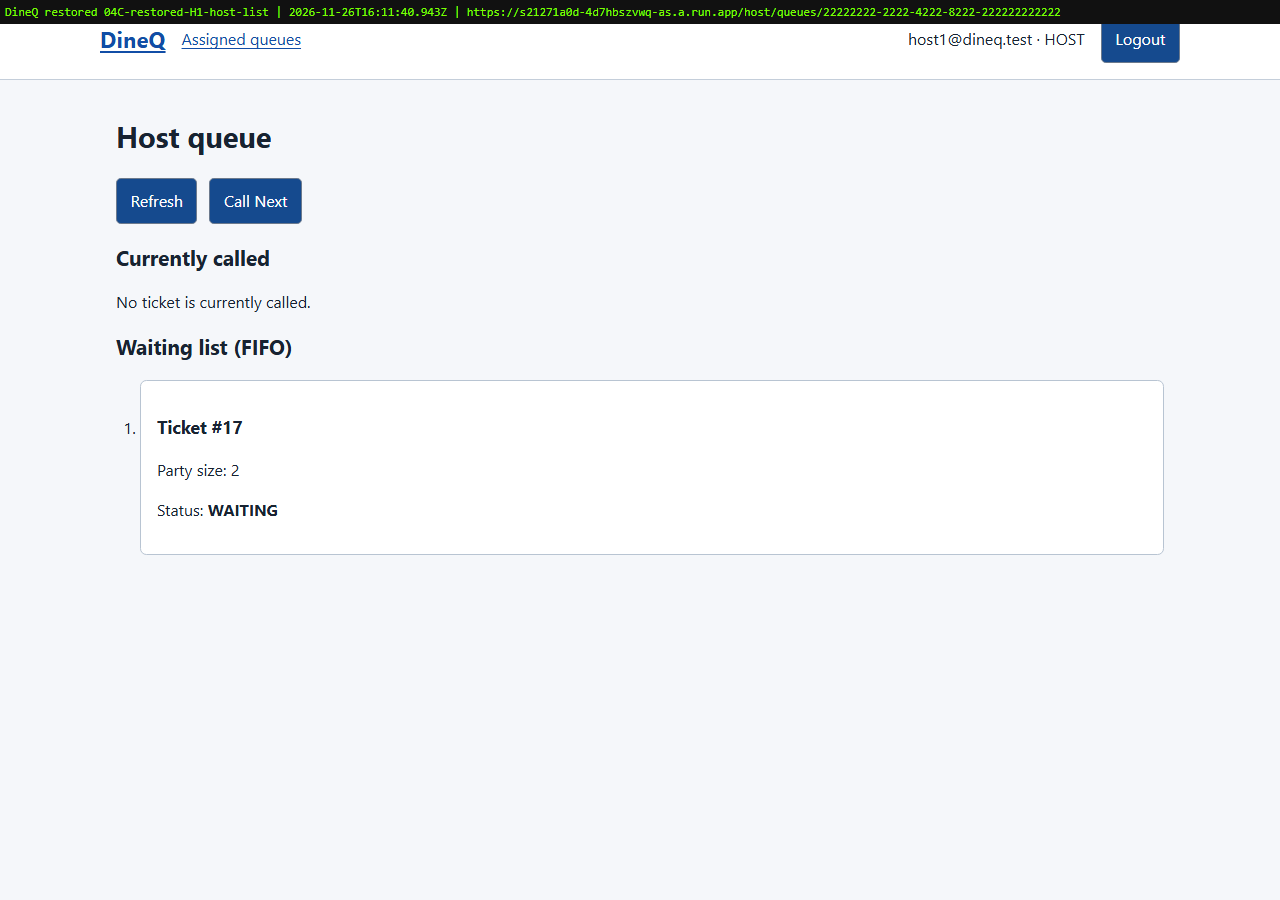 DineQ restored 04C-restored-H1-host-list | 2026-11-26T16:11:40.943Z | https://s21271a0d-4d7hbszvwq-as.a.run.app/host/queues/22222222-2222-4222-8222-222222222222
DineQ Assigned queues host1@dineq.test · HOST Logout
Host queue
Refresh Call Next
Currently called
No ticket is currently called.
Waiting list (FIFO)
1. Ticket #17
Party size: 2
Status: WAITING